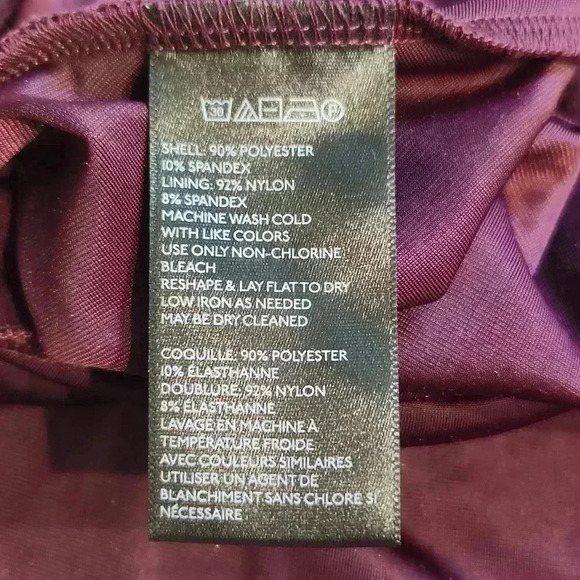 30 P
SHELL: 90% POLYESTER
10% SPANDEX
LINING: 92% NYLON
8% SPANDEX
MACHINE WASH COLD
WITH LIKE COLORS
USE ONLY NON-CHLORINE
BLEACH
RESHAPE & LAY FLAT TO DRY
LOW IRON AS NEEDED
MAY BE DRY CLEANED
COQUILLE: 90% POLYESTER
10% ÉLASTHANNE
DOUBLURE: 92% NYLON
8% ÉLASTHANNE
LAVAGE EN MACHINE À
TEMPÉRATURE FROIDE
AVEC COULEURS SIMILAIRES
UTILISER UN AGENT DE
BLANCHIMENT SANS CHLORE SI
NÉCESSAIRE